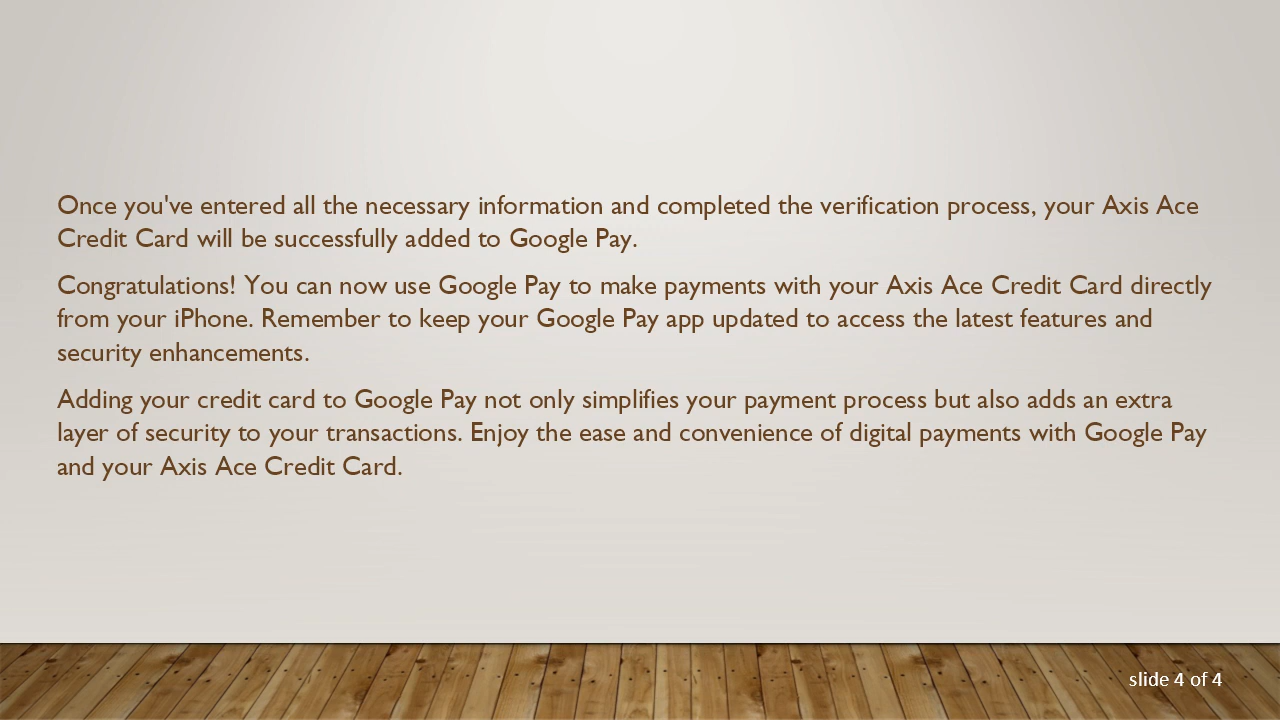 Once you've entered all the necessary information and completed the verification process, your Axis Ace
Credit Card will be successfully added to Google Pay.
Congratulations! You can now use Google Pay to make payments with your Axis Ace Credit Card directly
from your iPhone. Remember to keep your Google Pay app updated to access the latest features and
security enhancements.
Adding your credit card to Google Pay not only simplifies your payment process but also adds an extra
layer of security to your transactions. Enjoy the ease and convenience of digital payments with Google Pay
and your Axis Ace Credit Card.
slide 4 of 4